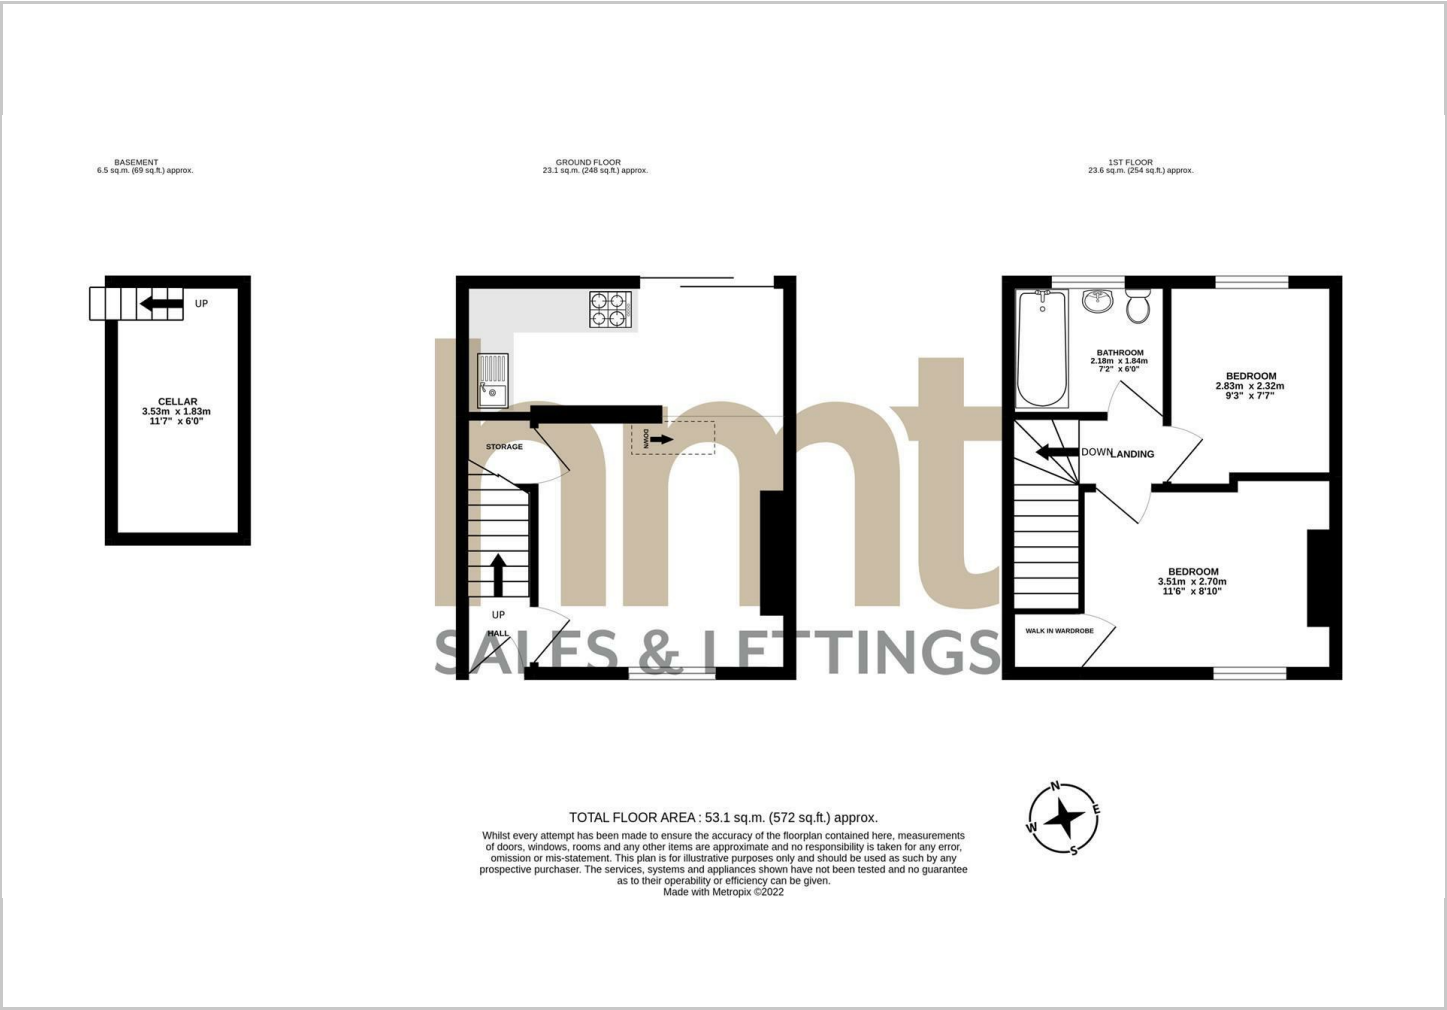 BASEMENT
6.5 sq.m. (69 sq.ft.) approx.
GROUND FLOOR
23.1 sq.m. (248 sq.ft.) approx.
1ST FLOOR
23.6 sq.m. (254 sq.ft.) approx.
UP
CELLAR
3.53m x 1.83m
11'7" x 6'0"
STORAGE
DOWN
UP
HALL
hmt
SALES & LETTINGS
BATHROOM
2.18m x 1.84m
7'2" x 6'0"
BEDROOM
2.83m x 2.32m
9'3" x 7'7"
DOWN
LANDING
BEDROOM
3.51m x 2.70m
11'6" x 8'10"
WALK IN WARDROBE
N
E
W
S
TOTAL FLOOR AREA : 53.1 sq.m. (572 sq.ft.) approx.
Whilst every attempt has been made to ensure the accuracy of the floorplan contained here, measurements
of doors, windows, rooms and any other items are approximate and no responsibility is taken for any error,
omission or mis-statement. This plan is for illustrative purposes only and should be used as such by any
prospective purchaser. The services, systems and appliances shown have not been tested and no guarantee
as to their operability or efficiency can be given.
Made with Metropix ©2022